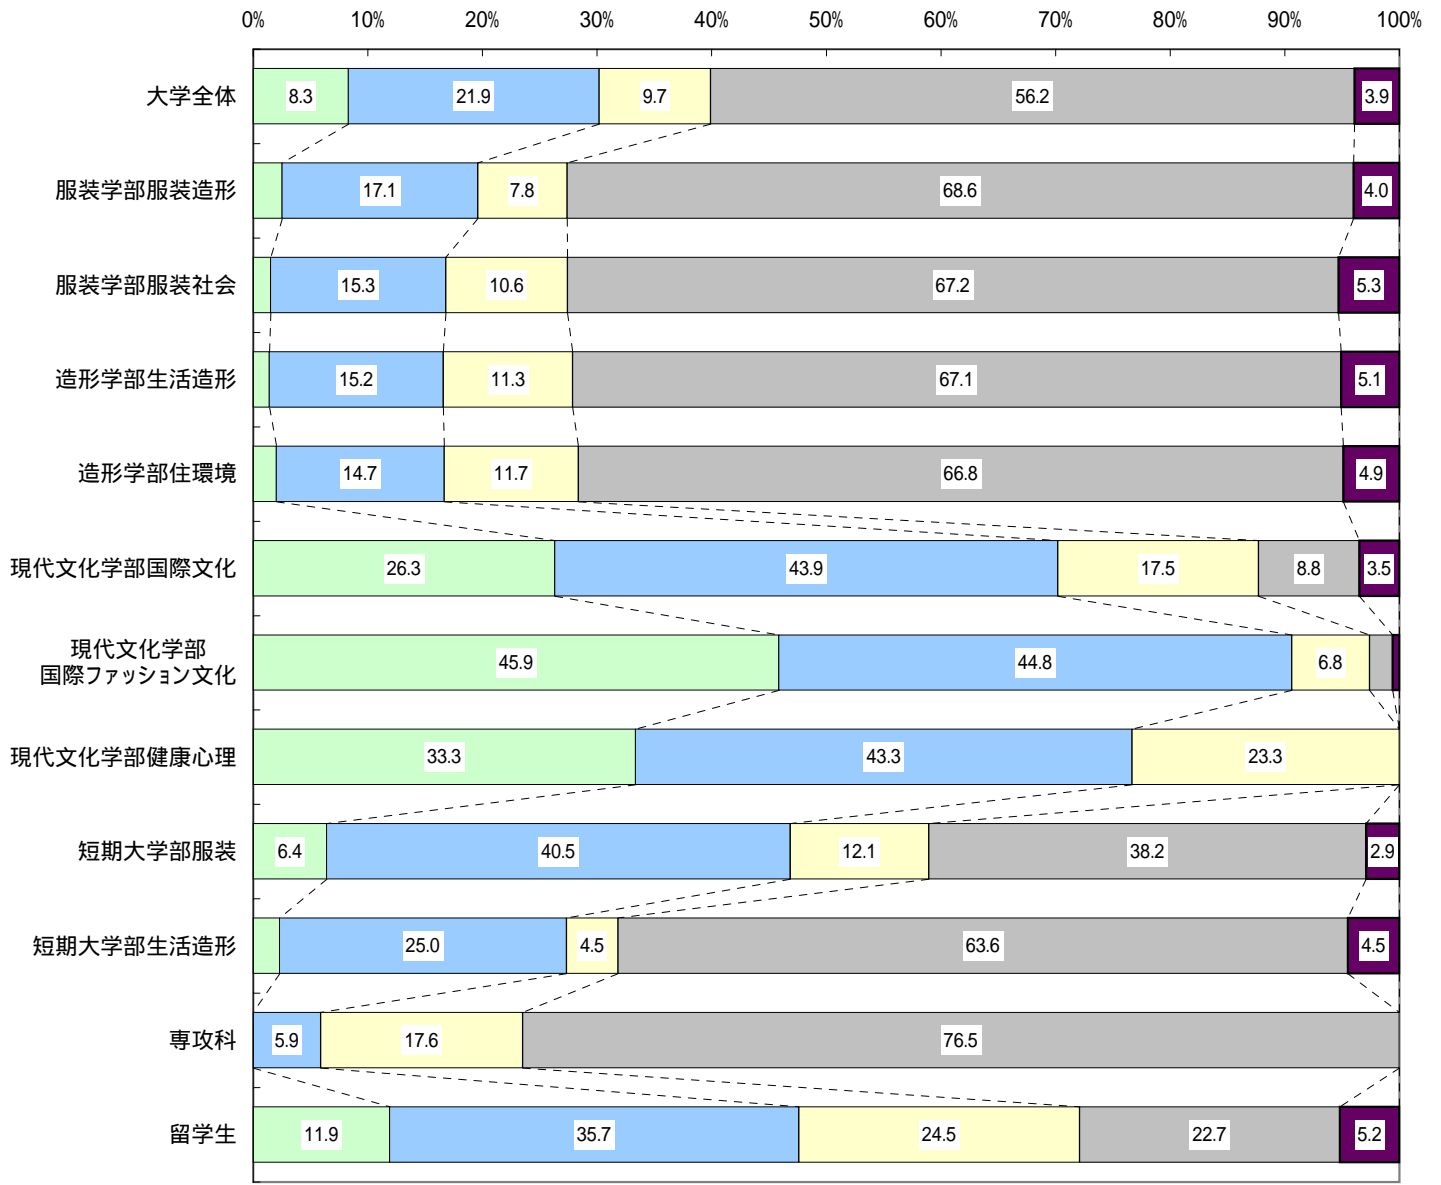 0% 10% 20% 30% 40% 50% 60% 70% 80% 90% 100%
大学全体 8.3 21.9 9.7 56.2 3.9
服装学部服装造形 17.1 7.8 68.6 4.0
服装学部服装社会 15.3 10.6 67.2 5.3
造形学部生活造形 15.2 11.3 67.1 5.1
造形学部住環境 14.7 11.7 66.8 4.9
現代文化学部国際文化 26.3 43.9 17.5 8.8 3.5
現代文化学部
国際ファッション文化 45.9 44.8 6.8
現代文化学部健康心理 33.3 43.3 23.3
短期大学部服装 6.4 40.5 12.1 38.2 2.9
短期大学部生活造形 25.0 4.5 63.6 4.5
専攻科 5.9 17.6 76.5
留学生 11.9 35.7 24.5 22.7 5.2